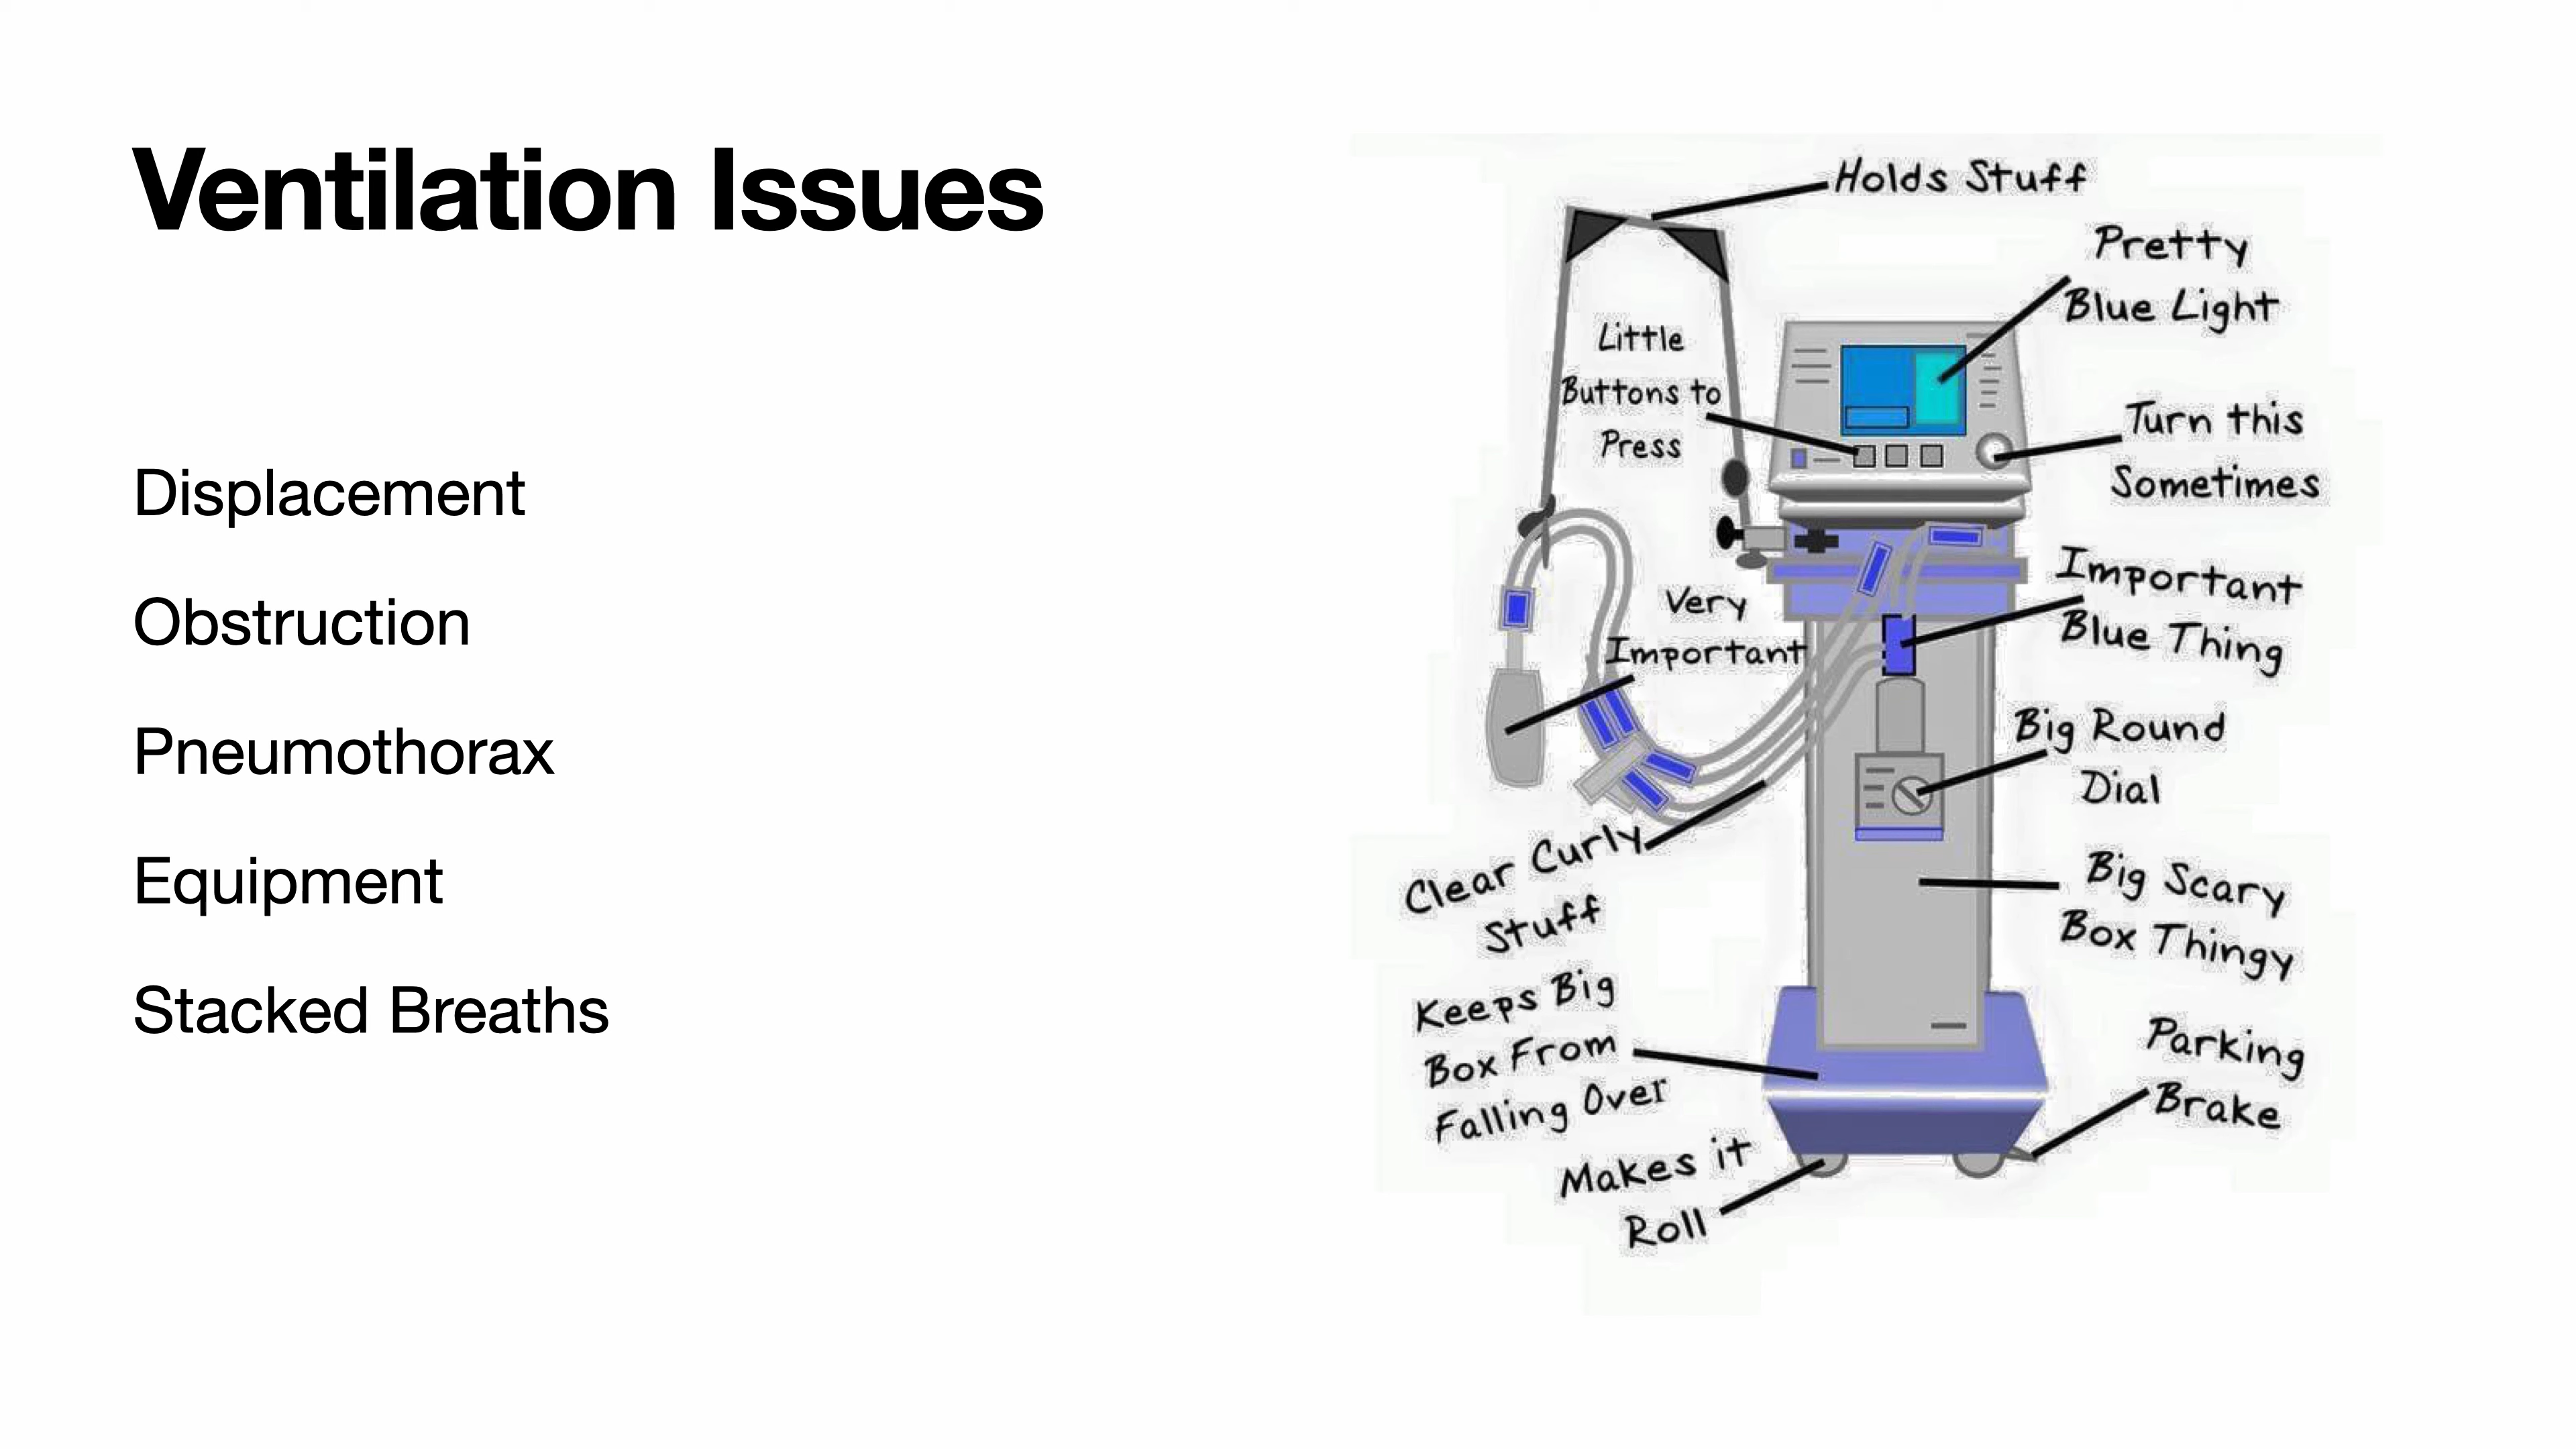 Ventilation Issues
Displacement
Obstruction
Pneumothorax
Equipment
Stacked Breaths
Holds Stuff
Pretty
Blue Light
Little
Buttons to
Press
Turn this
Sometimes
Important
Blue Thing
Very
Important
Big Round
Dial
Clear Curly
Stuff
Big Scary
Box Thingy
Keeps Big
Box From
Falling Over
Parking
Brake
Makes it
Roll